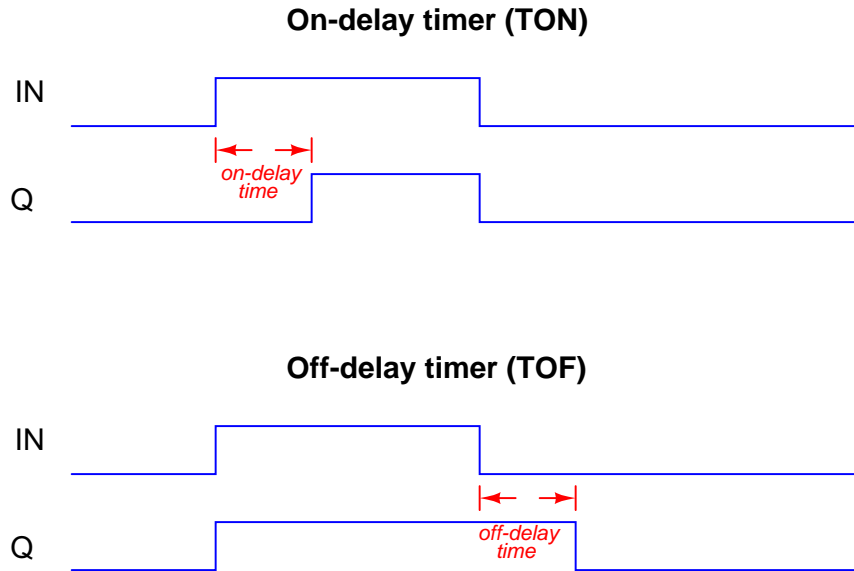 On-delay timer (TON)
IN
on-delay
time
Q
Off-delay timer (TOF)
IN
off-delay
time
Q